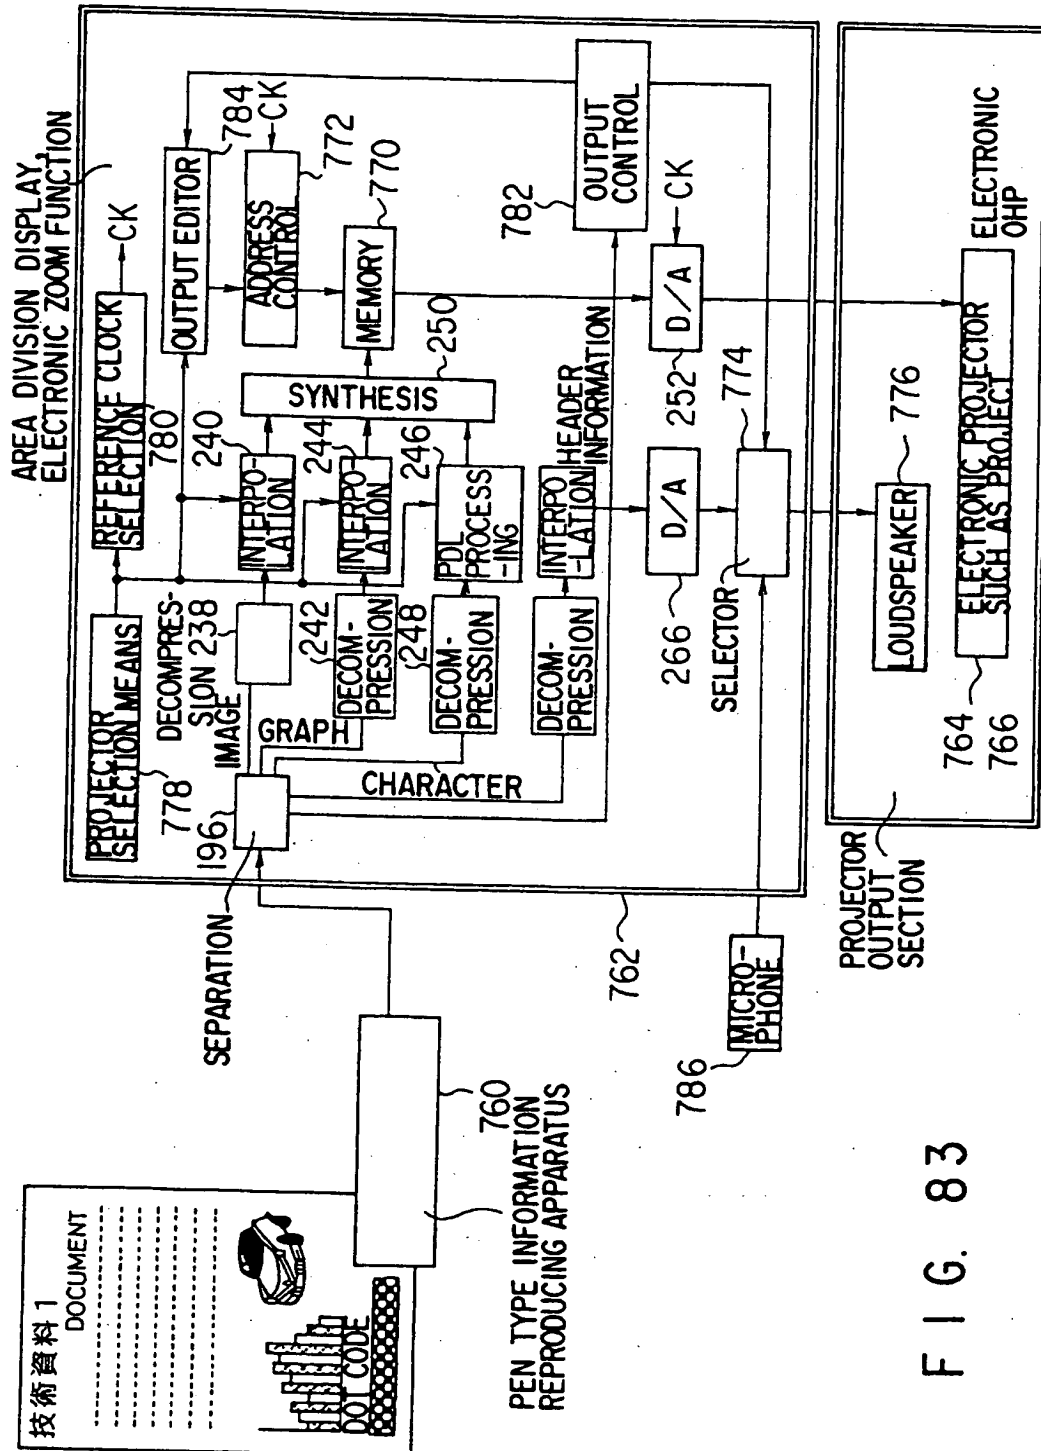 AREA DIVISION DISPLAY,
ELECTRONIC ZOOM FUNCTION
PROJECTOR
SELECTION MEANS
778
REFERENCE CLOCK
SELECTION
780
CK
OUTPUT EDITOR
784
ADDRESS
CONTROL
CK
772
MEMORY
770
SYNTHESIS
250
DECOMPRES-
SION 238
INTERPO-
LATION
240
IMAGE
GRAPH
CHARACTER
SEPARATION
196
242
DECOM-
PRESSION
INTERPO-
LATION
244
248
DECOM-
PRESSION
PDL
PROCESS
-ING
246
DECOM-
PRESSION
INTERPO
-LATION
HEADER
INFORMATION
782
OUTPUT
CONTROL
266
D/A
252
D/A
CK
SELECTOR
774
762
786
MICRO-
PHONE
PROJECTOR
OUTPUT
SECTION
LOUDSPEAKER
776
764
766
ELECTRONIC PROJECTOR
SUCH AS PROJECT
ELECTRONIC
OHP
技術資料1
DOCUMENT
DOT CODE
760
PEN TYPE INFORMATION
REPRODUCING APPARATUS
FIG. 83